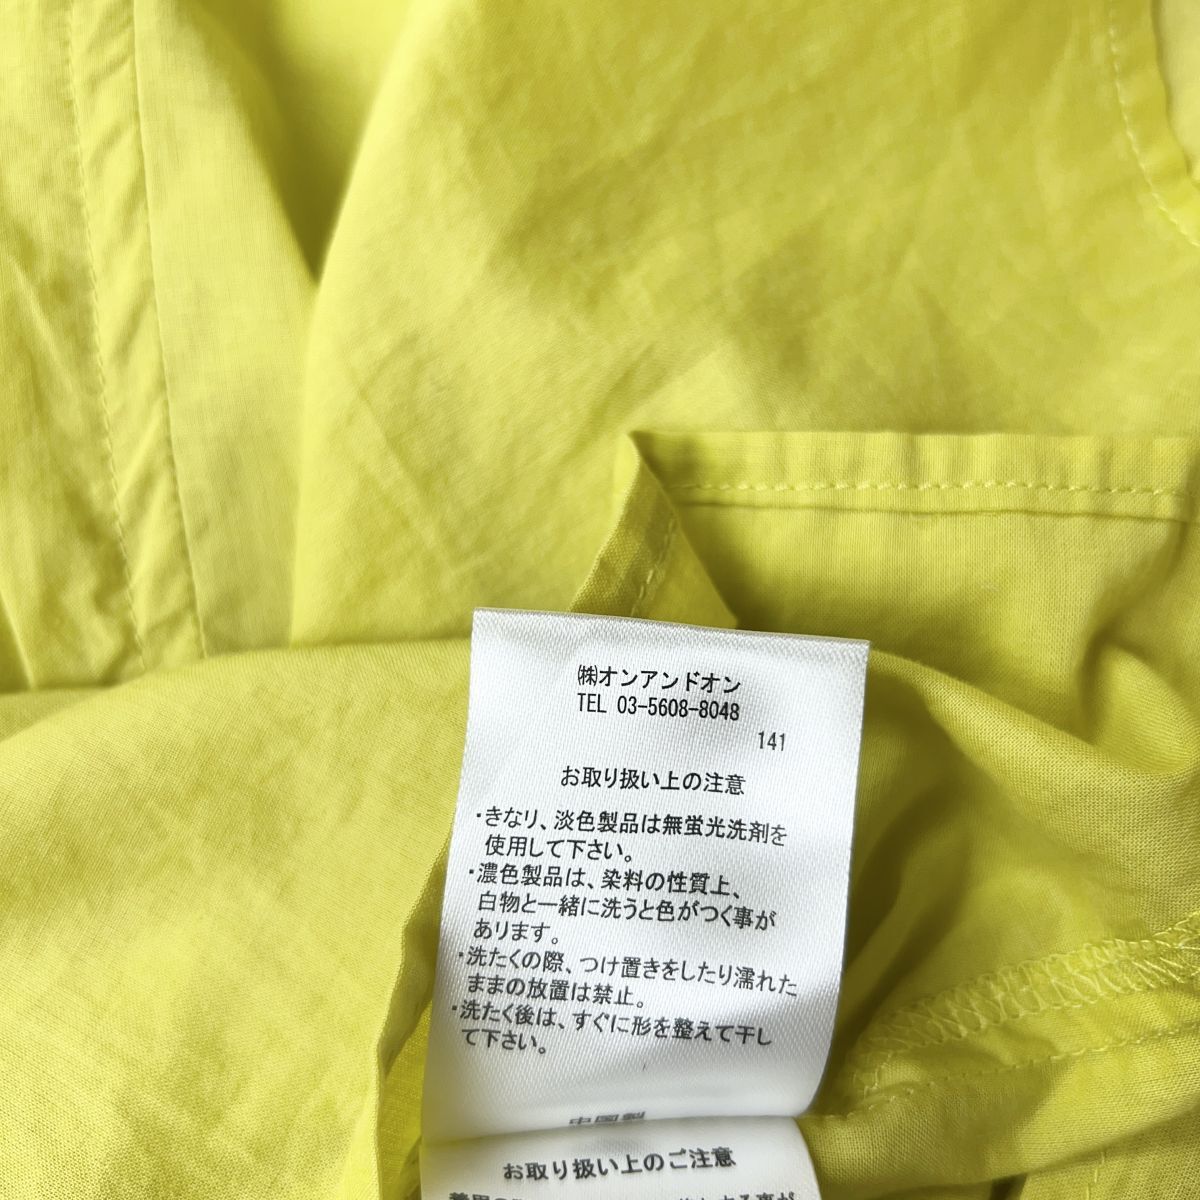 ㈱オンアンドオン
TEL 03-5608-8048
141
お取り扱い上の注意
・きなり、淡色製品は無蛍光洗剤を
使用して下さい。
・濃色製品は、染料の性質上、
白物と一緒に洗うと色がつく事が
あります。
・洗たくの際、つけ置きをしたり濡れた
ままの放置は禁止。
・洗たく後は、すぐに形を整えて干し
て下さい。
中国製
お取り扱い上のご注意